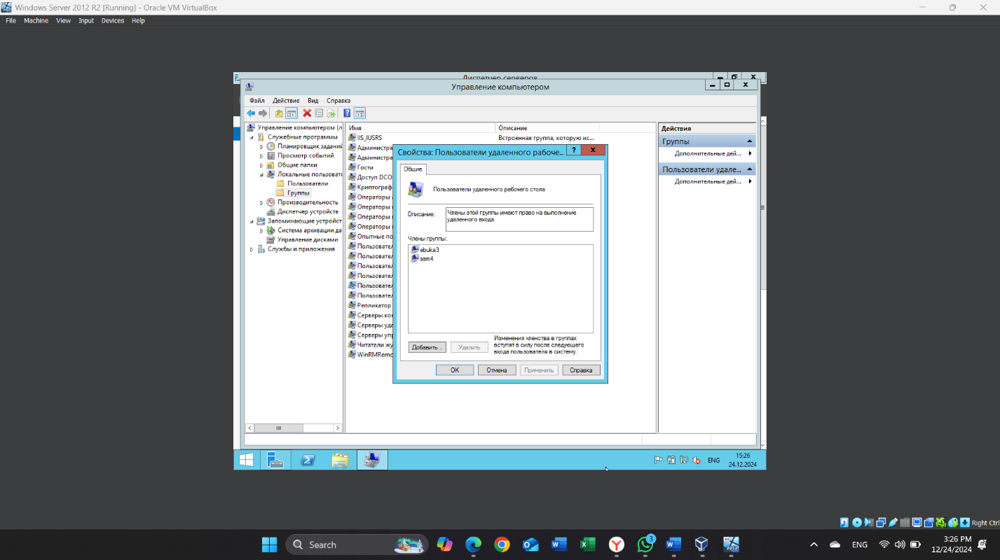 Windows Server 2012 R2 [Running] - Oracle VM VirtualBox
File Machine View Input Devices Help
Диспетчер серверов
Управление компьютером
Файл Действие Вид Справка
Управление компьютером (л
Служебные программы
Планировщик заданий
Просмотр событий
Общие папки
Локальные пользовате
Пользователи
Группы
Производительность
Диспетчер устройств
Запоминающие устройст
Система архивации да
Управление дисками
Службы и приложения
Имя Описание
IIS_IUSRS Встроенная группа, которую ис...
Администра
Администра
Гости
Доступ DCO
Криптограф
Операторы
Операторы
Операторы
Операторы
Опытные по
Пользовател
Пользовател
Пользовател
Пользовател
Пользовател
Пользовател
Репликатор
Серверы ко
Серверы уда
Серверы упр
Читатели жу
WinRMRemo
Свойства: Пользователи удаленного рабоче...
?
Общие
Пользователи удаленного рабочего стола
Описание:
Члены этой группы имеют право на выполнение
удаленного входа
Члены группы:
ebuka3
sam4
Добавить... Удалить
Изменения членства в группах
вступят в силу после следующего
входа пользователя в систему.
OK Отмена Применить Справка
Действия
Группы
Дополнительные дей...
Пользователи удале...
Дополнительные дей...
ENG
15:26
24.12.2024
Right Ctrl
Search
3
2012
ENG
3:26 PM
12/24/2024